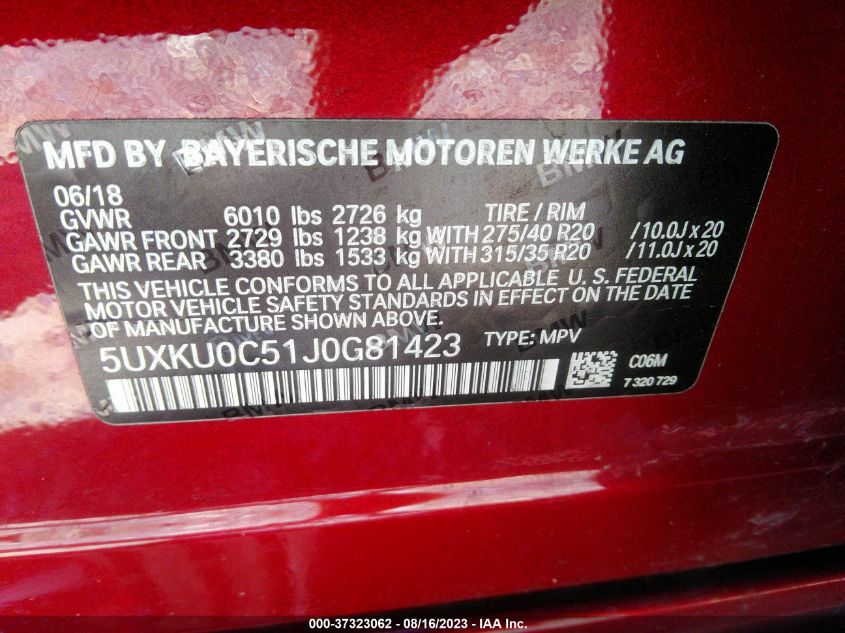 MFD BY BAYERISCHE MOTOREN WERKE AG
06/18
GVWR 6010 lbs 2726 kg TIRE / RIM
GAWR FRONT 2729 lbs 1238 kg WITH 275/40 R20 /10.0J x 20
GAWR REAR 3380 lbs 1533 kg WITH 315/35 R20 /11.0J x 20
THIS VEHICLE CONFORMS TO ALL APPLICABLE U. S. FEDERAL
MOTOR VEHICLE SAFETY STANDARDS IN EFFECT ON THE DATE
OF MANUFACTURE SHOWN ABOVE.
5UXKU0C51J0G81423 TYPE: MPV
C06M
7 320 729
000-37323062 - 08/16/2023 - IAA Inc.